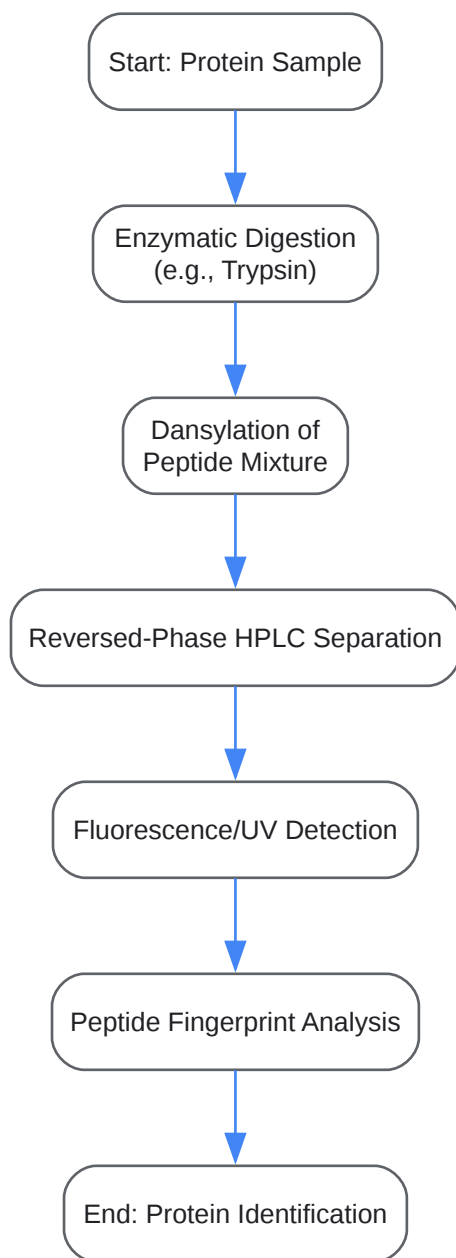 Start: Protein Sample
Enzymatic Digestion
(e.g., Trypsin)
Dansylation of
Peptide Mixture
Reversed-Phase HPLC Separation
Fluorescence/UV Detection
Peptide Fingerprint Analysis
End: Protein Identification